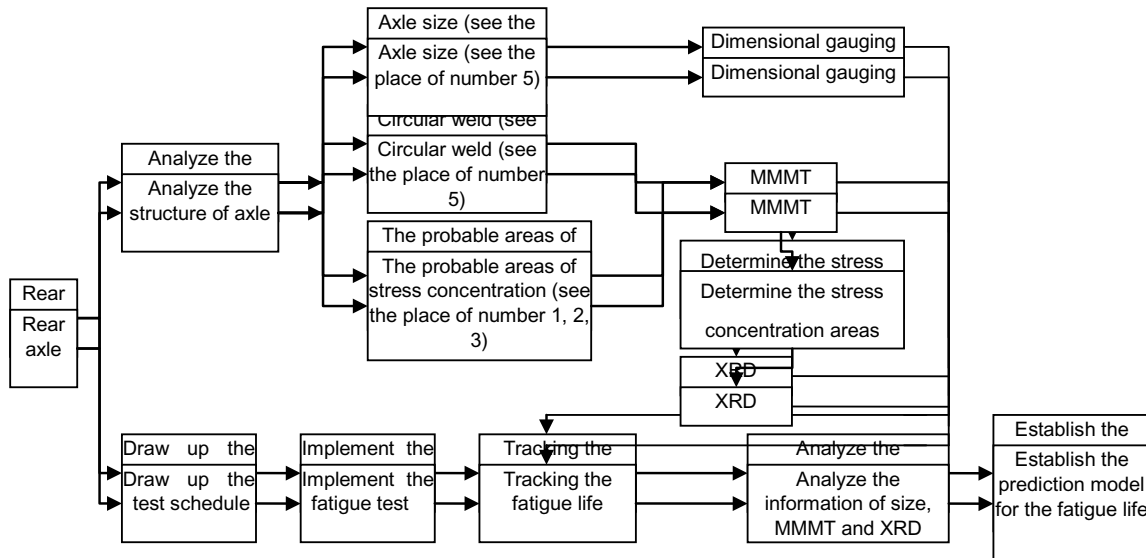 Axle size (see the
Axle size (see the
place of number 5)
Dimensional gauging
Dimensional gauging
Circular weld (see
Circular weld (see
the place of number
5)
Analyze the
Analyze the
structure of axle
MMMT
MMMT
The probable areas of
The probable areas of
stress concentration (see
the place of number 1, 2,
3)
Determine the stress
Determine the stress
concentration areas
Rear
Rear
axle
XRD
XRD
Draw up the
Draw up the
test schedule
Implement the
Implement the
fatigue test
Tracking the
Tracking the
fatigue life
Analyze the
Analyze the
information of size,
MMMT and XRD
Establish the
Establish the
prediction model
for the fatigue life